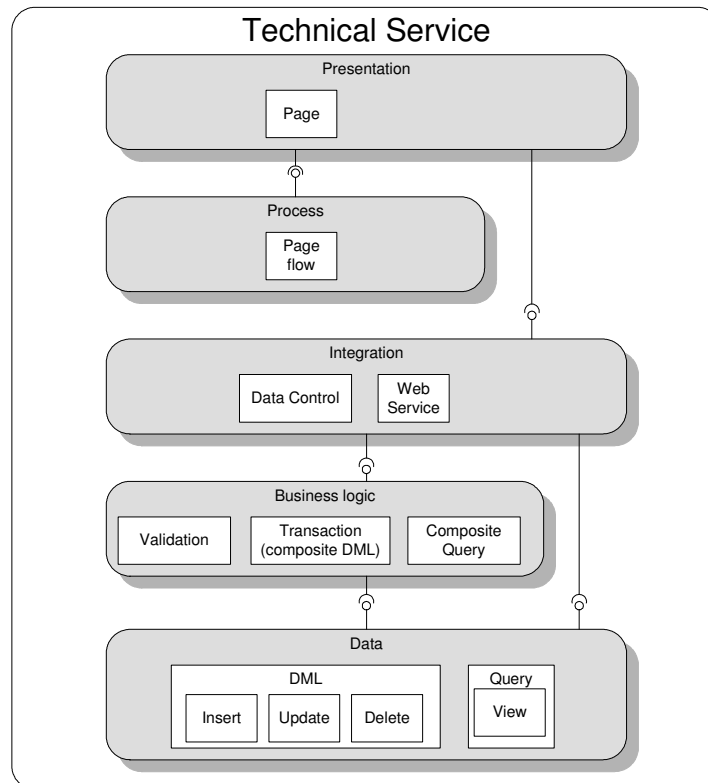 Technical Service
Presentation
Page
Process
Page
flow
Integration
Data Control
Web
Service
Business logic
Validation
Transaction
(composite DML)
Composite
Query
Data
DML
Insert
Update
Delete
Query
View